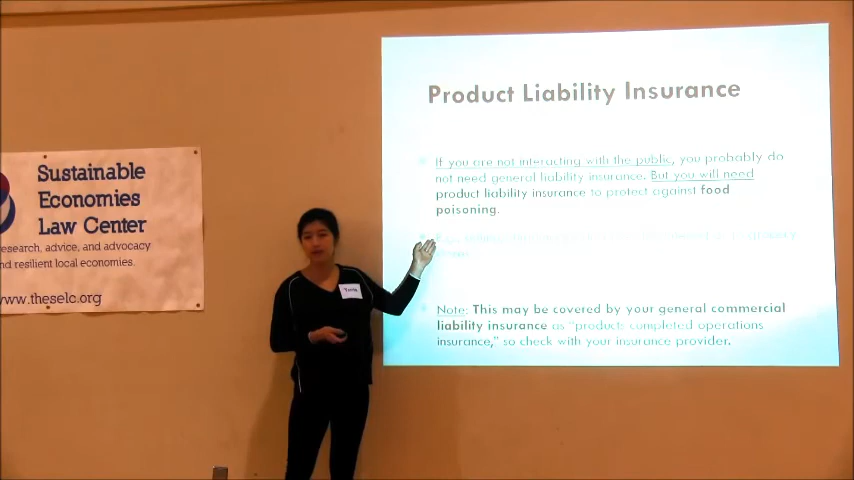 Sustainable
Economies
Law Center
research, advice, and advocacy
and resilient local economies.
www.theselc.org
Product Liability Insurance
If you are not interacting with the public, you probably do
not need general liability insurance. But you will need
product liability insurance to protect against food
poisoning.
Note: This may be covered by your general commercial
liability insurance as "product: completed operations
insurance," so check with your insurance provider.